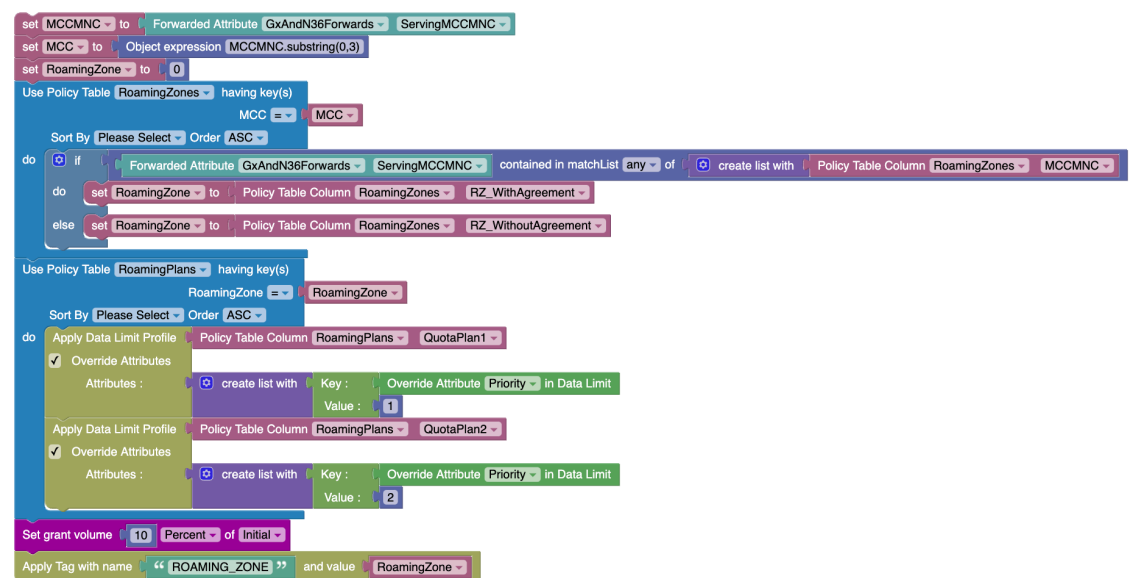 set MCCMNC to Forwarded Attribute GxAndN36Forwards ServingMCCMNC
set MCC to Object expression MCCMNC.substring(0,3)
set RoamingZone to 0
Use Policy Table RoamingZones having key(s)
MCC = MCC
Sort By Please Select Order ASC
do if Forwarded Attribute GxAndN36Forwards ServingMCCMNC contained in matchList any of create list with Policy Table Column RoamingZones MCCMNC
do set RoamingZone to Policy Table Column RoamingZones RZ_WithAgreement
else set RoamingZone to Policy Table Column RoamingZones RZ_WithoutAgreement
Use Policy Table RoamingPlans having key(s)
RoamingZone = RoamingZone
Sort By Please Select Order ASC
do Apply Data Limit Profile Policy Table Column RoamingPlans QuotaPlan1
✓ Override Attributes
Attributes : create list with Key : Override Attribute Priority in Data Limit
Value : 1
Apply Data Limit Profile Policy Table Column RoamingPlans QuotaPlan2
✓ Override Attributes
Attributes : create list with Key : Override Attribute Priority in Data Limit
Value : 2
Set grant volume 10 Percent of Initial
Apply Tag with name “ ROAMING_ZONE ” and value RoamingZone